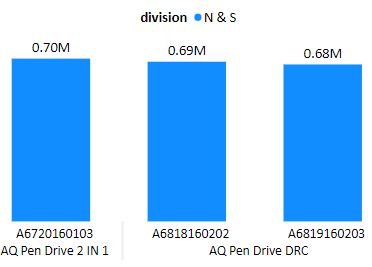 division N & S
0.70M 0.69M 0.68M
A6720160103 A6818160202 A6819160203
AQ Pen Drive 2 IN 1 AQ Pen Drive DRC